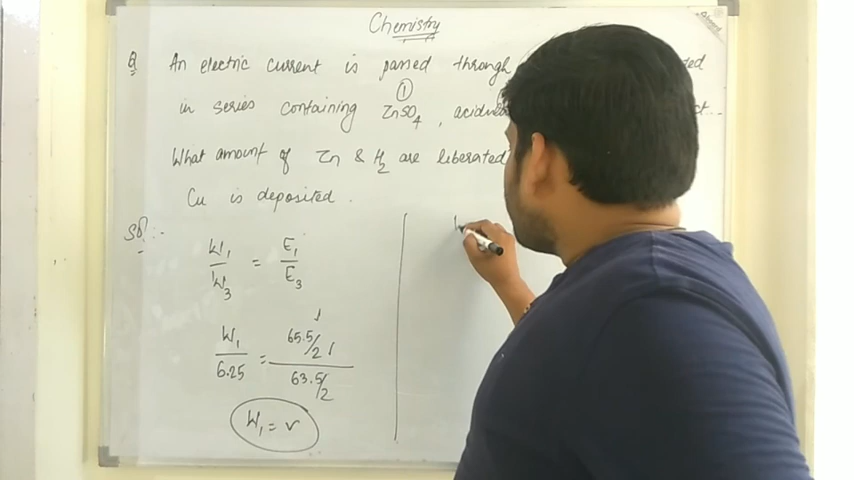 Chemistry
Q An electric current is passed through
in series containing ZnSO4, acidu
1
What amount of Zn & H2 are liberated
Cu is deposited.
Sol:-
W1/W3 = E1/E3
W1/6.25 = 65.5/2 / 63.5/2
W1 = ✓